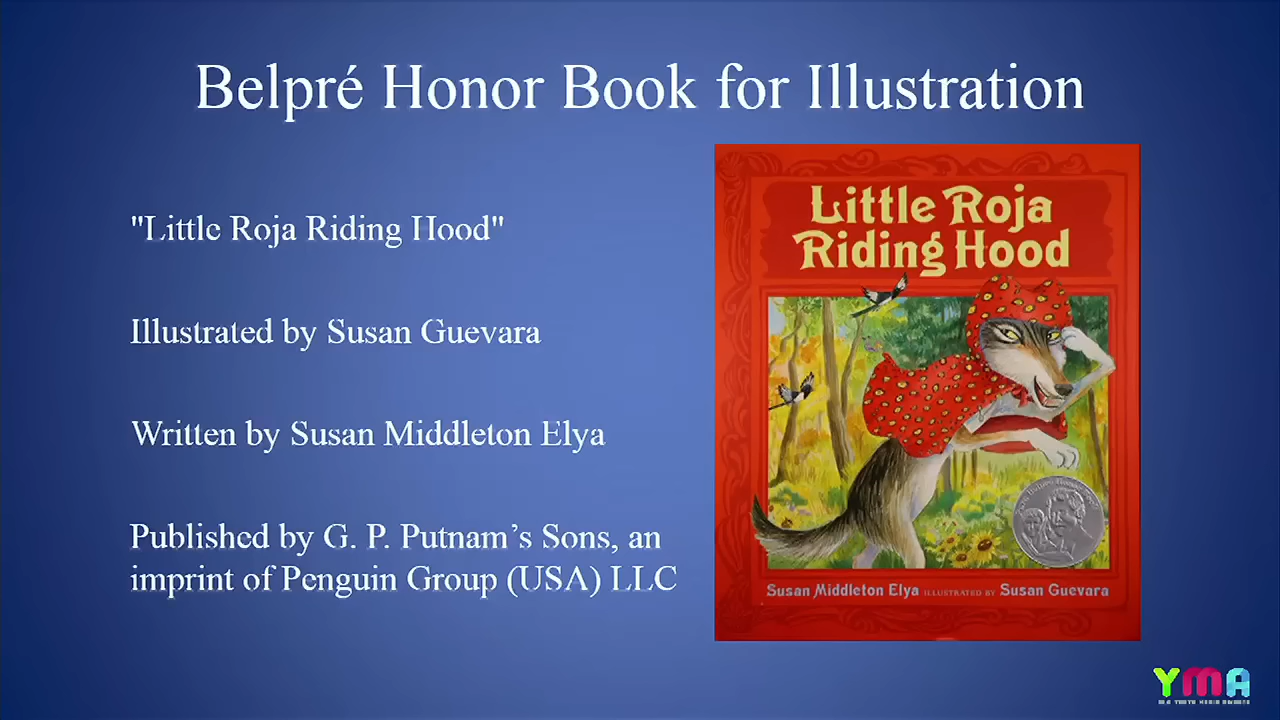 Belpré Honor Book for Illustration
"Little Roja Riding Hood"
Illustrated by Susan Guevara
Written by Susan Middleton Elya
Published by G. P. Putnam’s Sons, an
imprint of Penguin Group (USA) LLC
Little Roja
Riding Hood
Susan Middleton Elya ILLUSTRATED BY Susan Guevara
YMA